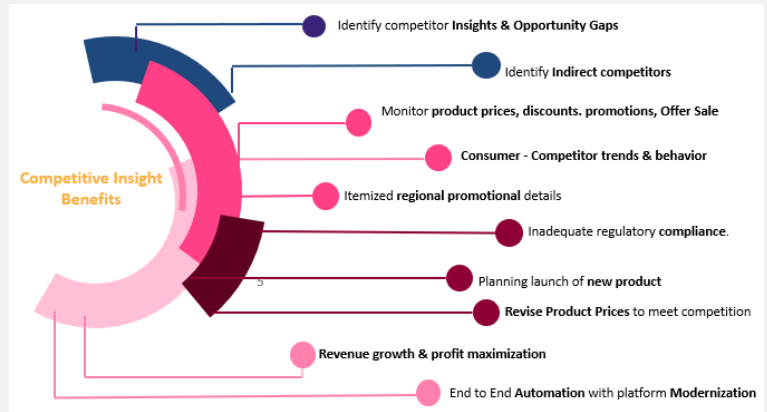 Identify competitor Insights & Opportunity Gaps
Identify Indirect competitors
Monitor product prices, discounts. promotions, Offer Sale
Consumer - Competitor trends & behavior
Competitive Insight
Benefits
Itemized regional promotional details
Inadequate regulatory compliance.
5
Planning launch of new product
Revise Product Prices to meet competition
Revenue growth & profit maximization
End to End Automation with platform Modernization